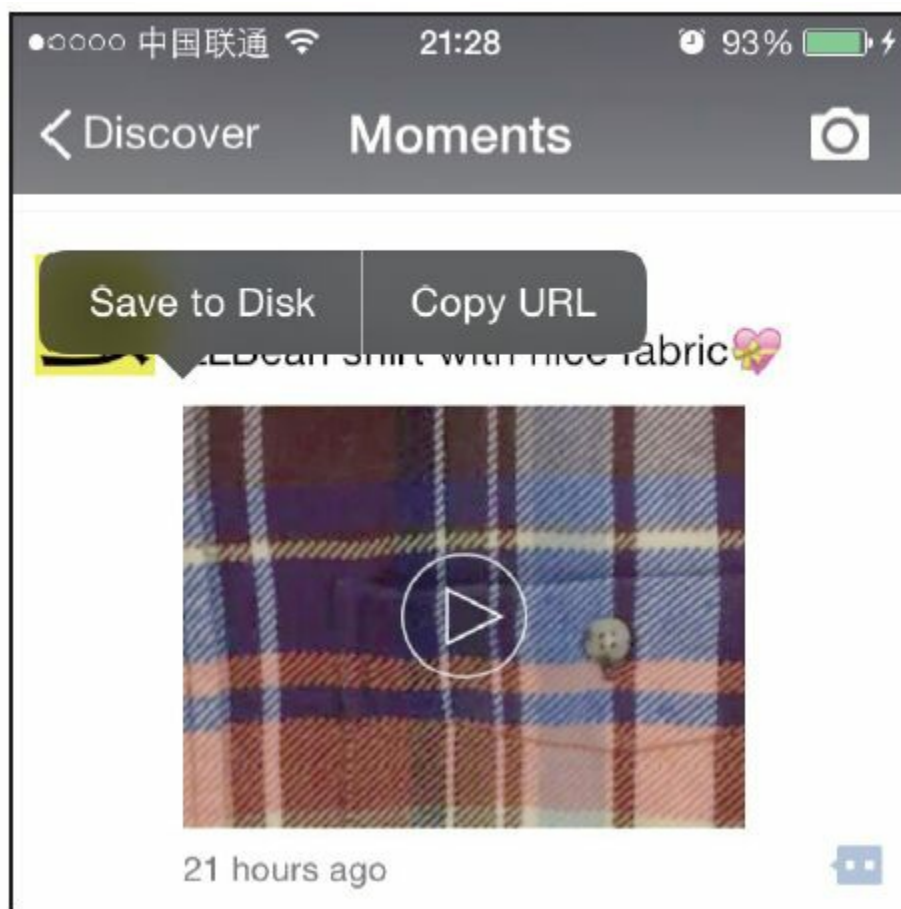 中国联通 21:28 93%
Discover Moments
Save to Disk Copy URL
shirt with nice fabric💝
21 hours ago